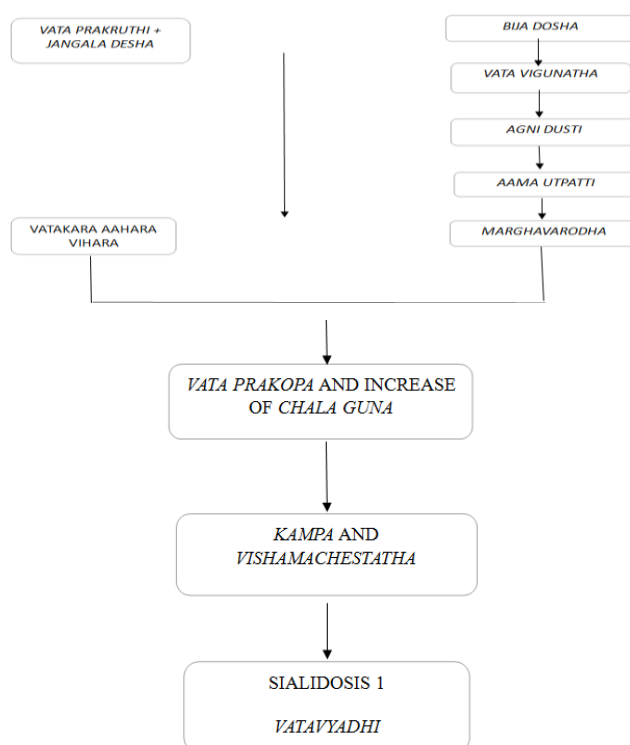 VATA PRAKRUTHI +
JANGALA DESHA
VATAKARA AAHARA
VIHARA
BIJA DOSHA
VATA VIGUNATHA
AGNI DUSTI
AAMA UTPATTI
MARGHAVARODHA
VATA PRAKOPA AND INCREASE
OF CHALA GUNA
KAMPA AND
VISHAMACHESTATHA
SIALIDOSIS 1
VATAVYADHI